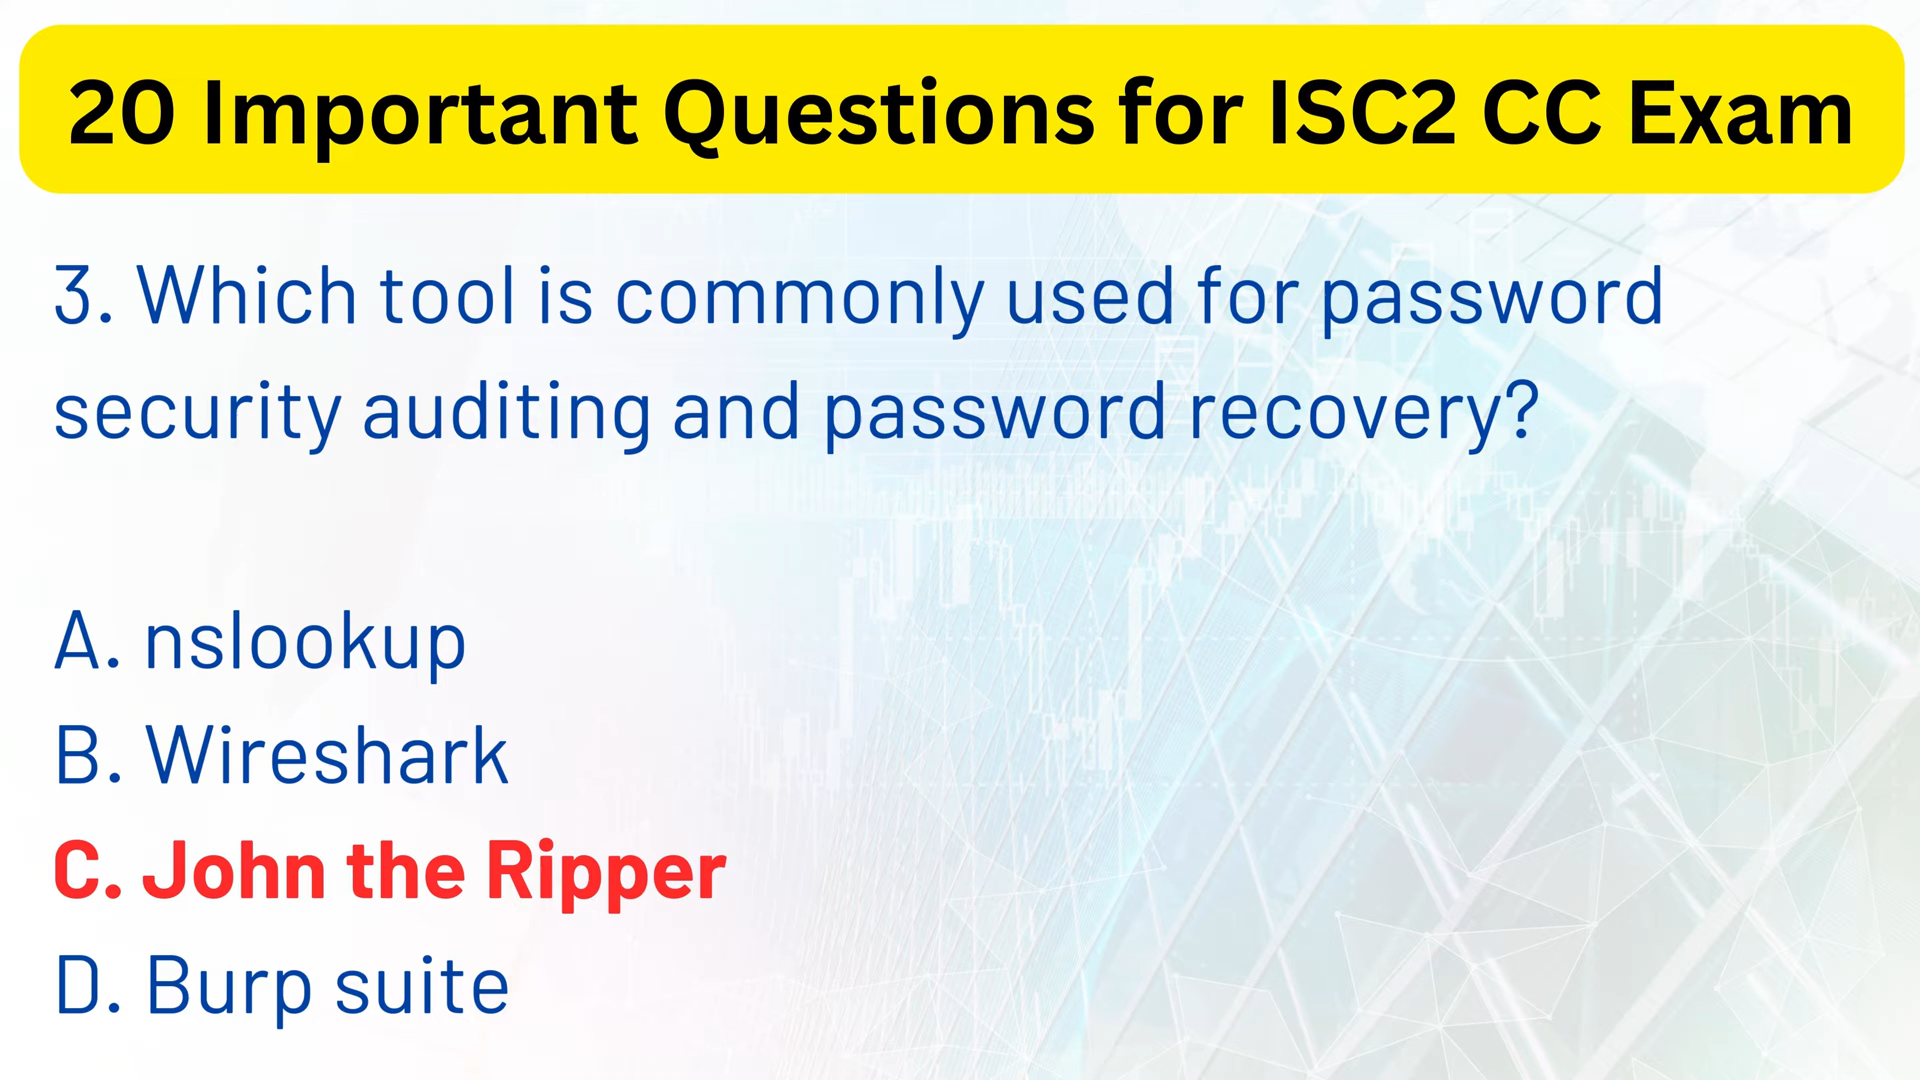 20 Important Questions for ISC2 CC Exam
3. Which tool is commonly used for password
security auditing and password recovery?
A. nslookup
B. Wireshark
C. John the Ripper
D. Burp suite